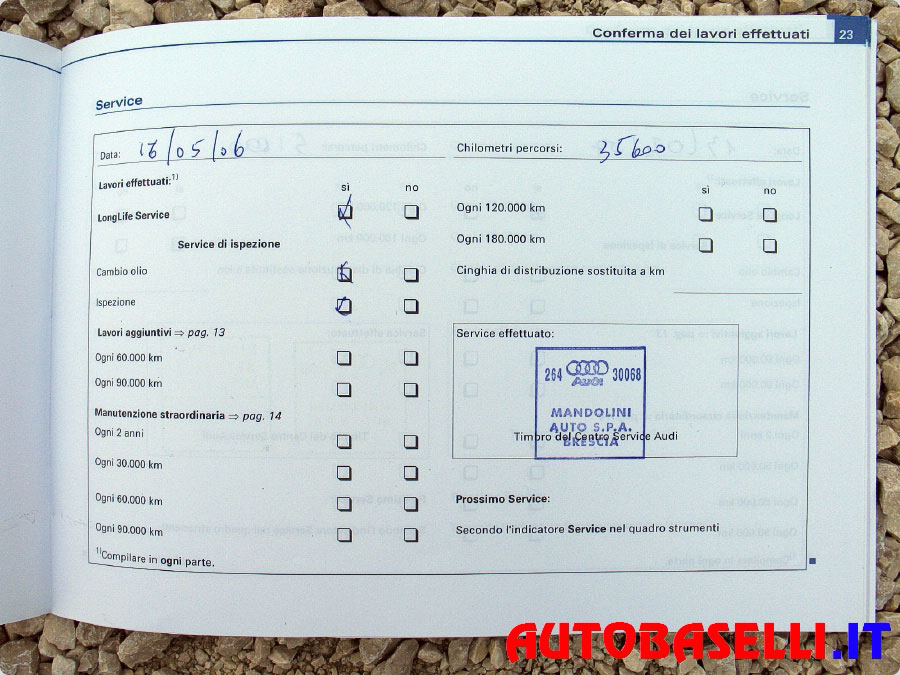 Conferma dei lavori effettuati 23
Service
Data: 16/05/06
Chilometri percorsi: 35600
Lavori effettuati:1)
sì no
LongLife Service
Service di ispezione
Cambio olio
Ispezione
Lavori aggiuntivi ⇒ pag. 13
Ogni 60.000 km
Ogni 90.000 km
Manutenzione straordinaria ⇒ pag. 14
Ogni 2 anni
Ogni 30.000 km
Ogni 60.000 km
Ogni 90.000 km
1)Compilare in ogni parte.
sì no
Ogni 120.000 km
Ogni 180.000 km
Cinghia di distribuzione sostituita a km
Service effettuato:
264 Audi 30068
MANDOLINI
AUTO S.P.A.
BRESCIA
Timbro del Centro Service Audi
Prossimo Service:
Secondo l'indicatore Service nel quadro strumenti
AUTOBASELLI.IT